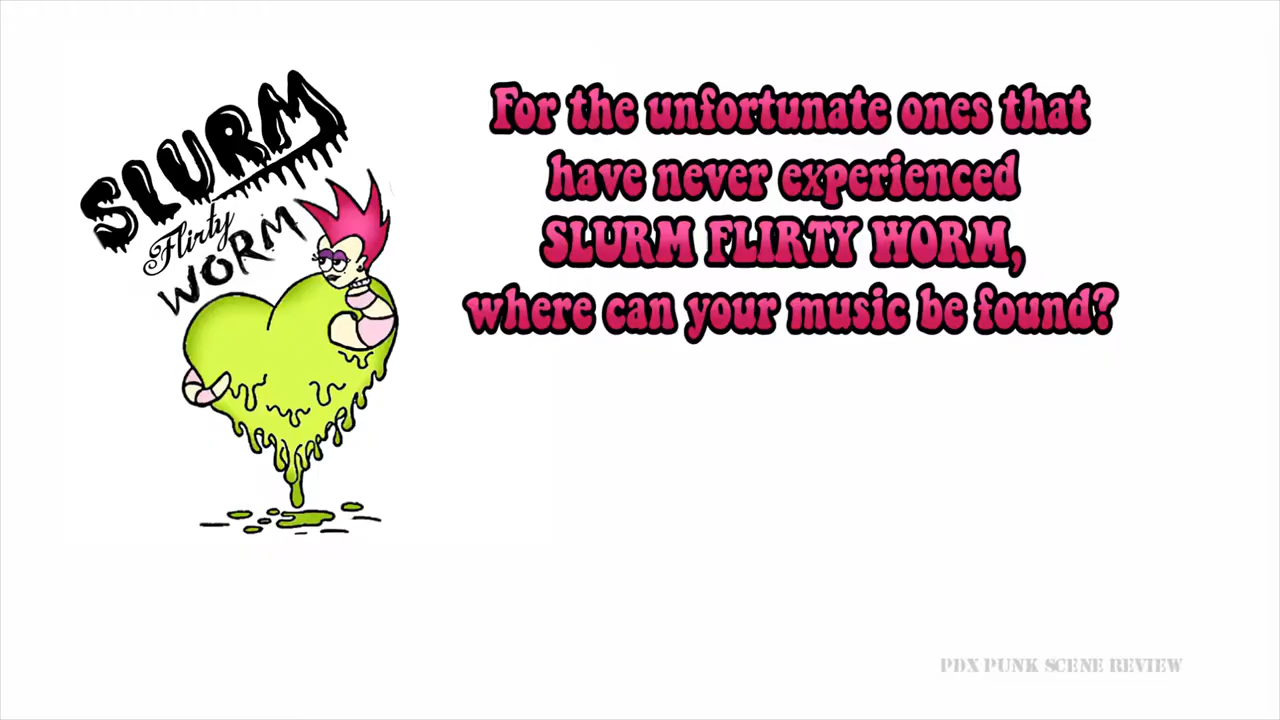 SLURM
Flirty
WORM
For the unfortunate ones that
have never experienced
SLURM FLIRTY WORM,
where can your music be found?
PDX PUNK SCENE REVIEW